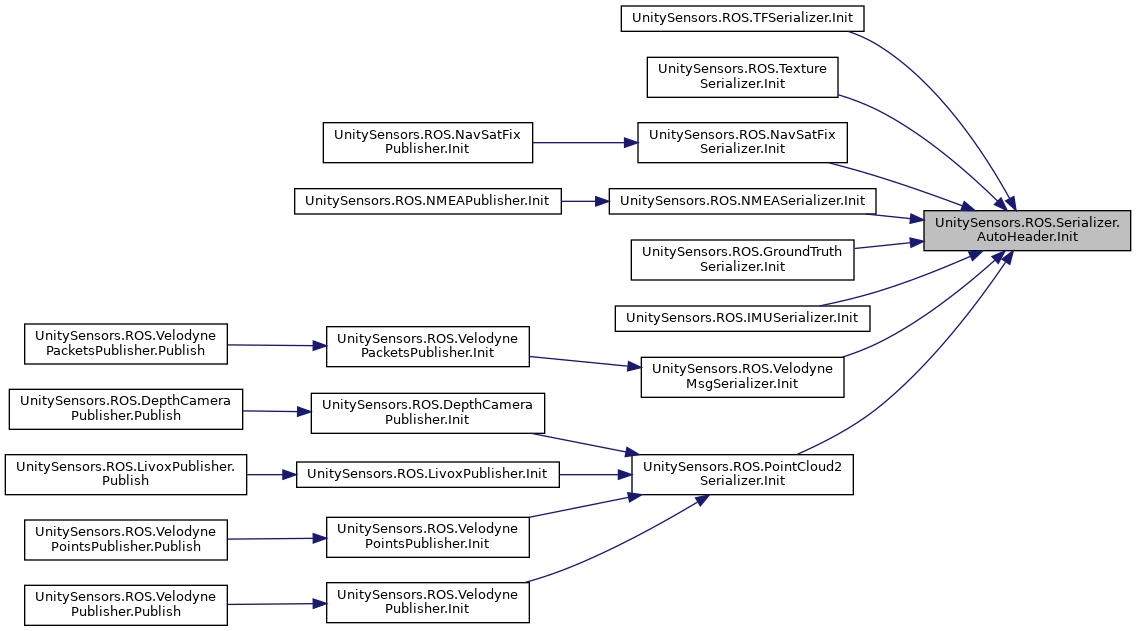 UnitySensors.ROS.TFSerializer.Init
UnitySensors.ROS.Texture
Serializer.Init
UnitySensors.ROS.NavSatFix
Publisher.Init
UnitySensors.ROS.NavSatFix
Serializer.Init
UnitySensors.ROS.NMEAPublisher.Init
UnitySensors.ROS.NMEASerializer.Init
UnitySensors.ROS.Serializer.
AutoHeader.Init
UnitySensors.ROS.GroundTruth
Serializer.Init
UnitySensors.ROS.IMUSerializer.Init
UnitySensors.ROS.Velodyne
PacketsPublisher.Publish
UnitySensors.ROS.Velodyne
PacketsPublisher.Init
UnitySensors.ROS.Velodyne
MsgSerializer.Init
UnitySensors.ROS.DepthCamera
Publisher.Publish
UnitySensors.ROS.DepthCamera
Publisher.Init
UnitySensors.ROS.LivoxPublisher.
Publish
UnitySensors.ROS.LivoxPublisher.Init
UnitySensors.ROS.PointCloud2
Serializer.Init
UnitySensors.ROS.Velodyne
PointsPublisher.Publish
UnitySensors.ROS.Velodyne
PointsPublisher.Init
UnitySensors.ROS.Velodyne
Publisher.Publish
UnitySensors.ROS.Velodyne
Publisher.Init